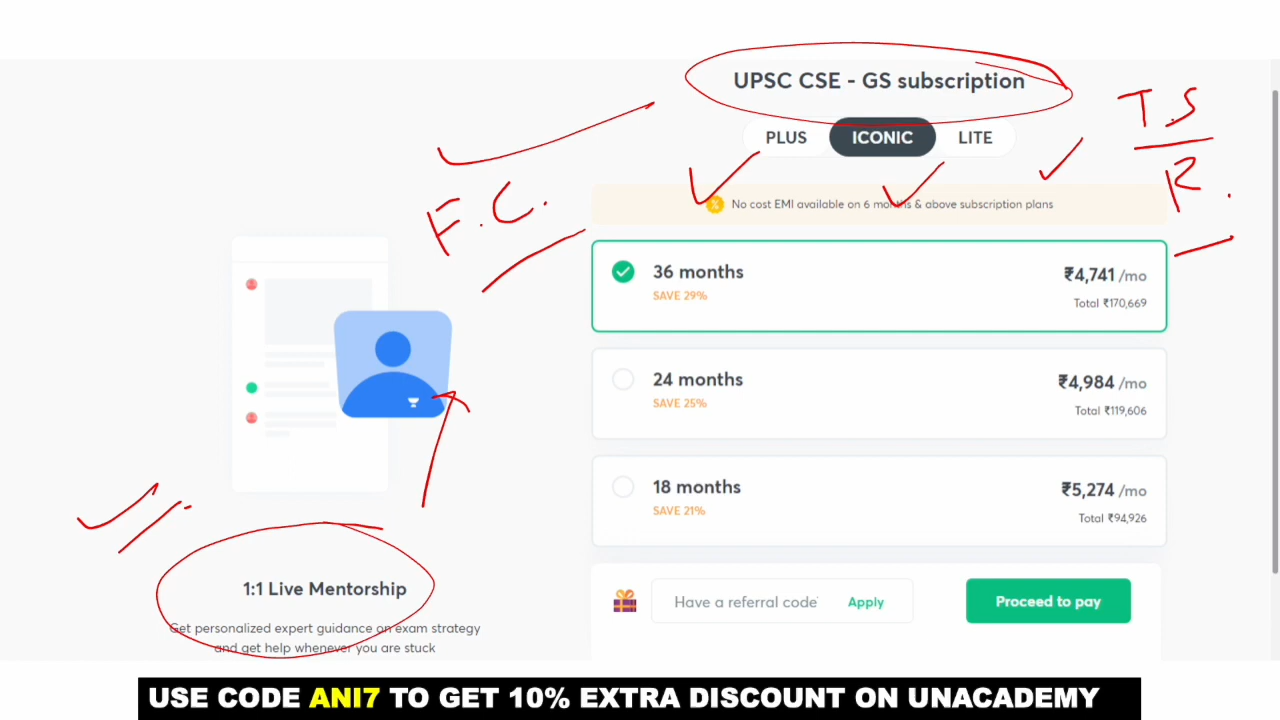 UPSC CSE - GS subscription
PLUS ICONIC LITE
T.S
R.
F.C.
No cost EMI available on 6 months & above subscription plans
36 months
SAVE 29%
₹4,741 /mo
Total ₹170,669
24 months
SAVE 25%
₹4,984 /mo
Total ₹119,606
18 months
SAVE 21%
₹5,274 /mo
Total ₹94,926
1:1 Live Mentorship
Get personalized expert guidance on exam strategy
and get help whenever you are stuck
Have a referral code Apply
Proceed to pay
USE CODE ANI7 TO GET 10% EXTRA DISCOUNT ON UNACADEMY